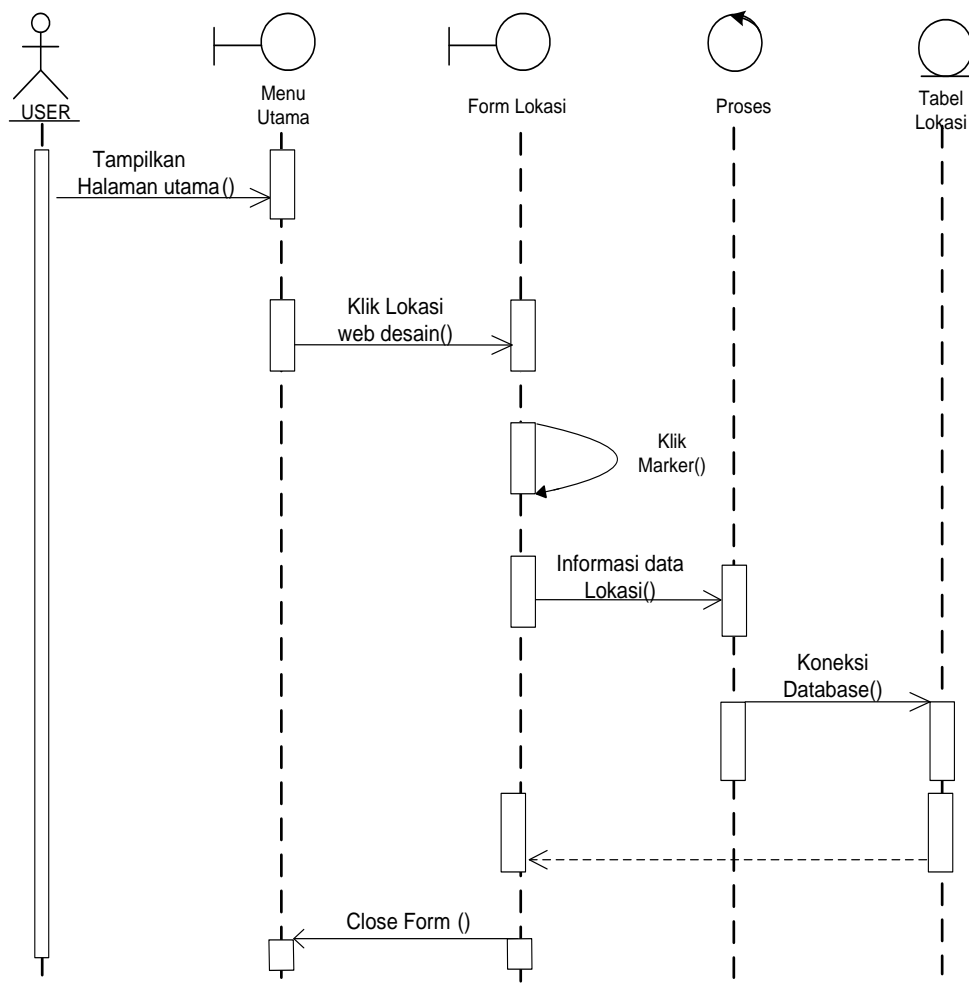 USER
Menu
Utama
Form Lokasi
Proses
Tabel
Lokasi
Tampilkan
Halaman utama()
Klik Lokasi
web desain()
Klik
Marker()
Informasi data
Lokasi()
Koneksi
Database()
Close Form ()